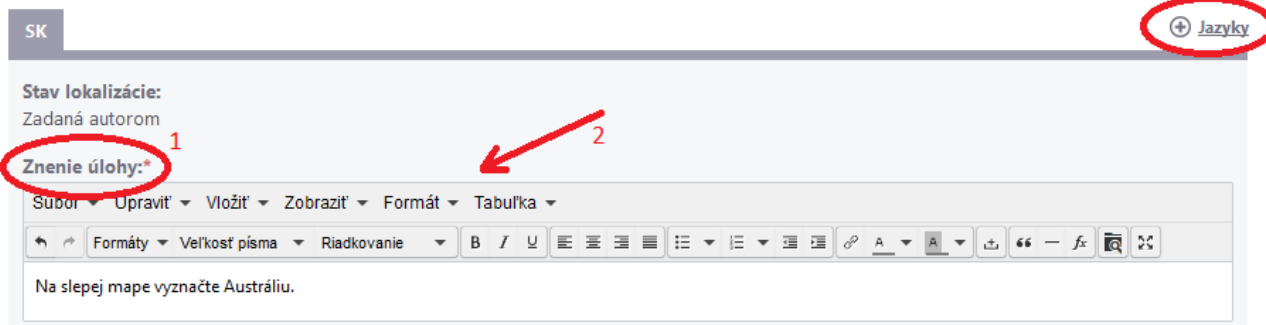 SK
Jazyky
Stav lokalizácie:
Zadaná autorom
1
2
Znenie úlohy:*
Súbor Upraviť Vložiť Zobraziť Formát Tabuľka
Formáty Veľkosť písma Riadkovanie B I U A A “ — fx
Na slepej mape vyznačte Austráliu.